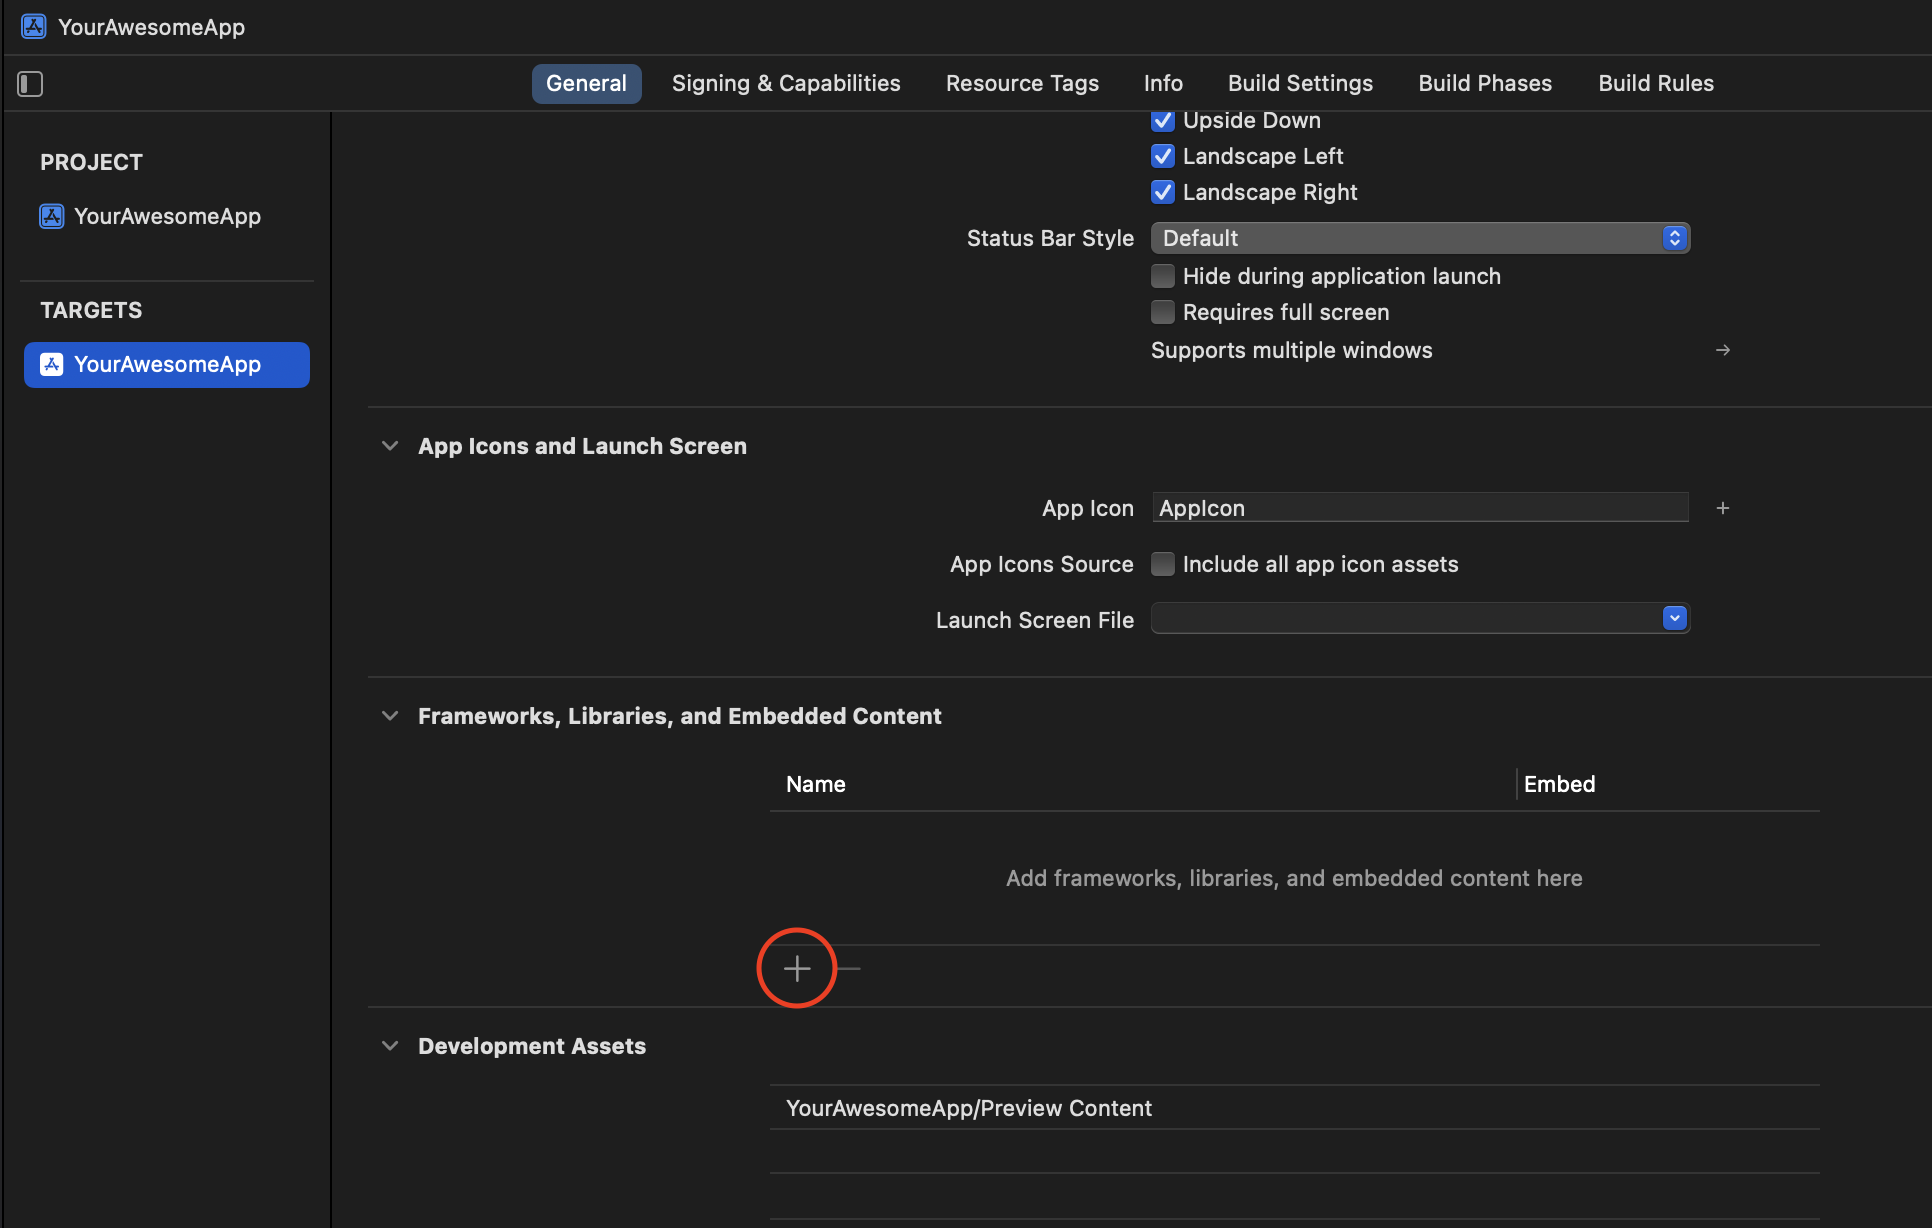 YourAwesomeApp
General Signing & Capabilities Resource Tags Info Build Settings Build Phases Build Rules
PROJECT
YourAwesomeApp
TARGETS
YourAwesomeApp
Upside Down
Landscape Left
Landscape Right
Status Bar Style Default
Hide during application launch
Requires full screen
Supports multiple windows
App Icons and Launch Screen
App Icon AppIcon
App Icons Source Include all app icon assets
Launch Screen File
Frameworks, Libraries, and Embedded Content
Name Embed
Add frameworks, libraries, and embedded content here
Development Assets
YourAwesomeApp/Preview Content